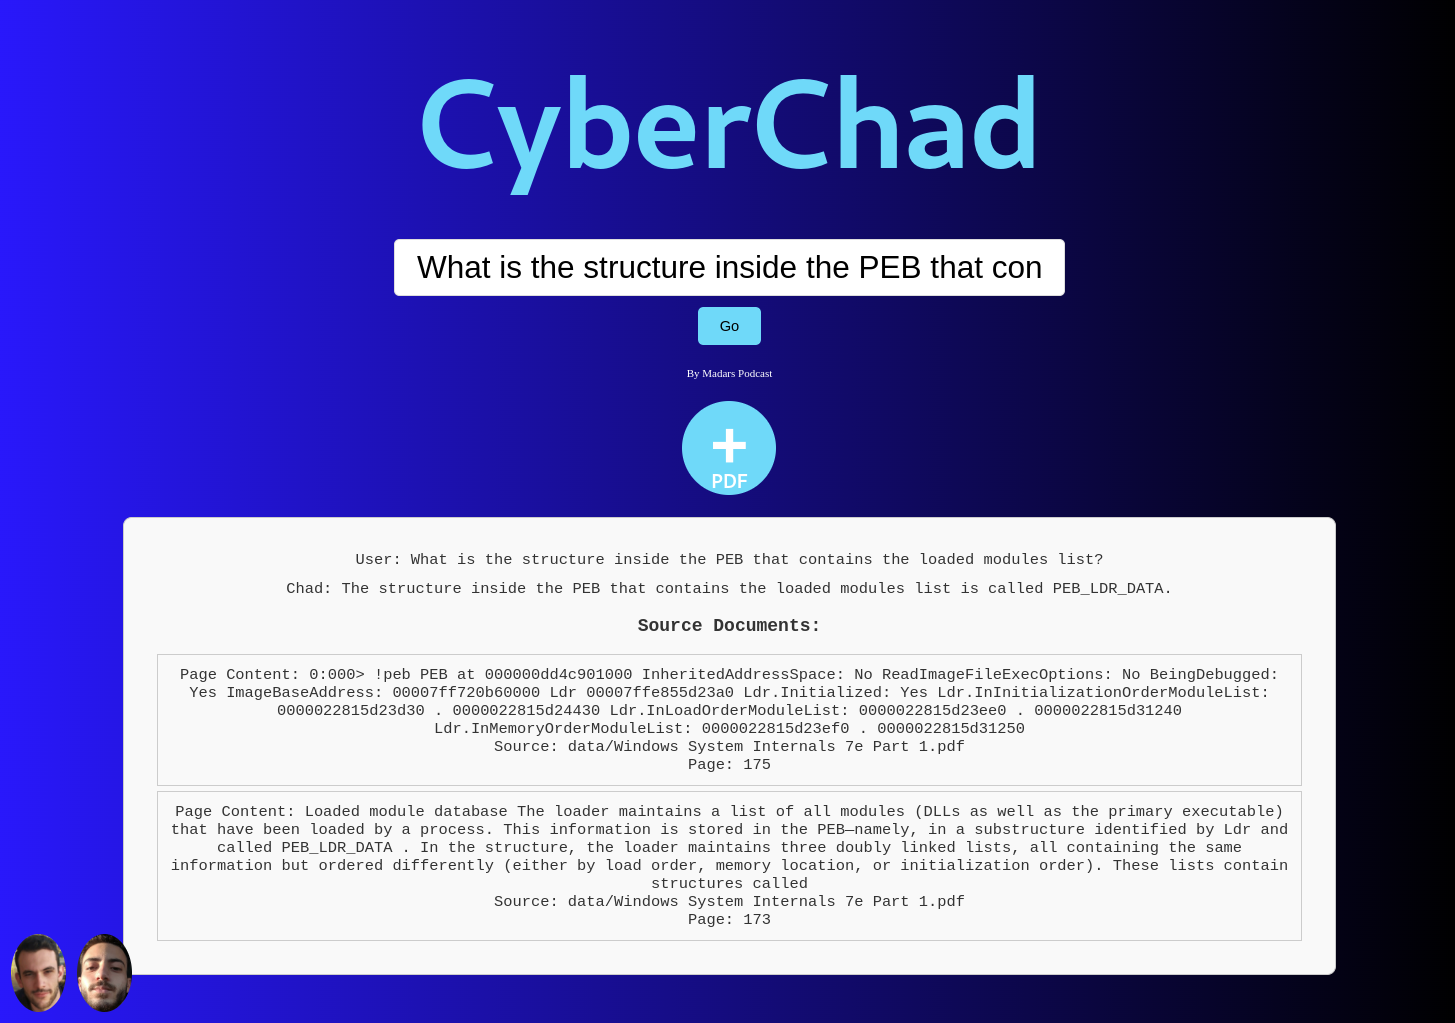 CyberChad
What is the structure inside the PEB that con
Go
By Madars Podcast
+
PDF
User: What is the structure inside the PEB that contains the loaded modules list?
Chad: The structure inside the PEB that contains the loaded modules list is called PEB_LDR_DATA.
Source Documents:
Page Content: 0:000> !peb PEB at 000000dd4c901000 InheritedAddressSpace: No ReadImageFileExecOptions: No BeingDebugged:
Yes ImageBaseAddress: 00007ff720b60000 Ldr 00007ffe855d23a0 Ldr.Initialized: Yes Ldr.InInitializationOrderModuleList:
0000022815d23d30 . 0000022815d24430 Ldr.InLoadOrderModuleList: 0000022815d23ee0 . 0000022815d31240
Ldr.InMemoryOrderModuleList: 0000022815d23ef0 . 0000022815d31250
Source: data/Windows System Internals 7e Part 1.pdf
Page: 175
Page Content: Loaded module database The loader maintains a list of all modules (DLLs as well as the primary executable)
that have been loaded by a process. This information is stored in the PEB—namely, in a substructure identified by Ldr and
called PEB_LDR_DATA . In the structure, the loader maintains three doubly linked lists, all containing the same
information but ordered differently (either by load order, memory location, or initialization order). These lists contain
structures called
Source: data/Windows System Internals 7e Part 1.pdf
Page: 173